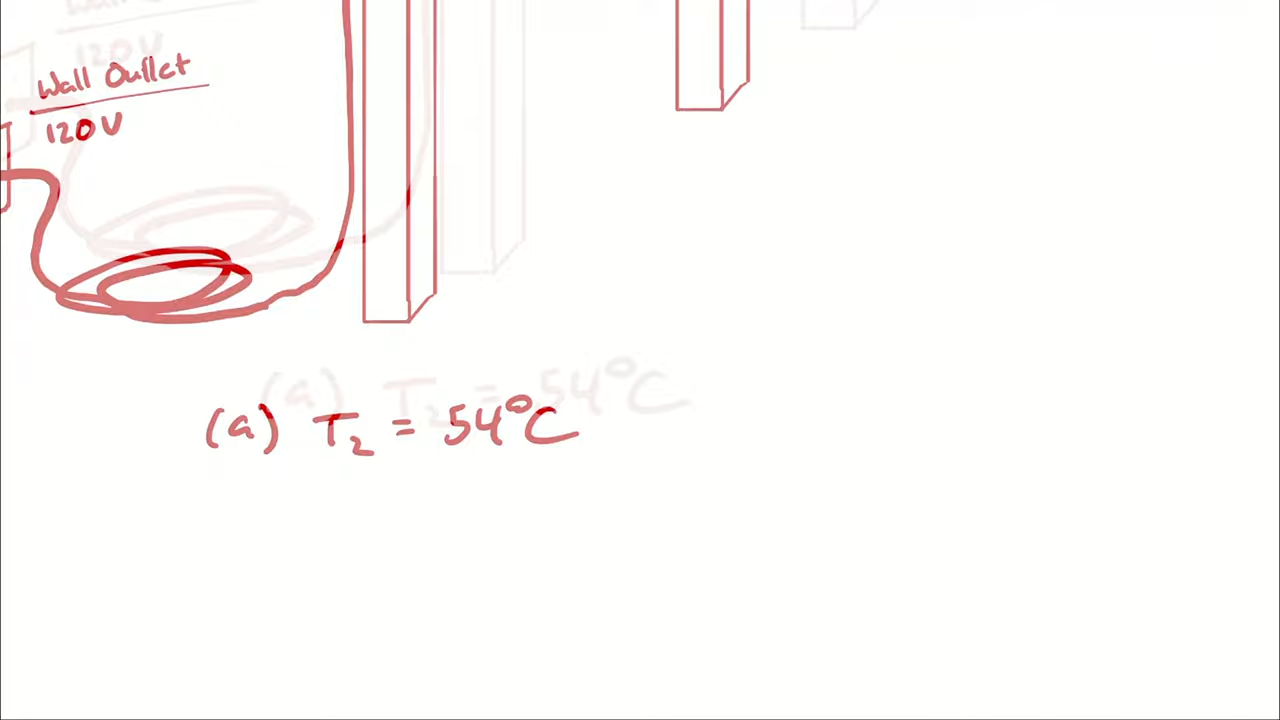 Wall Outlet
120V
(a) T₂ = 54°C